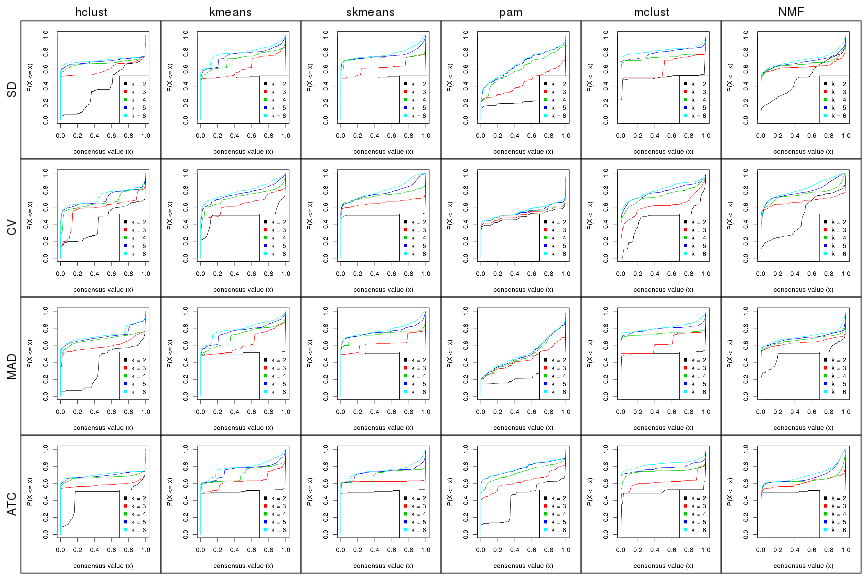 hclust kmeans skmeans pam mclust NMF
SD
CV
MAD
ATC
P(X <= x)
consensus value (x)
0.0 0.2 0.4 0.6 0.8 1.0
k = 2
k = 3
k = 4
k = 5
k = 6